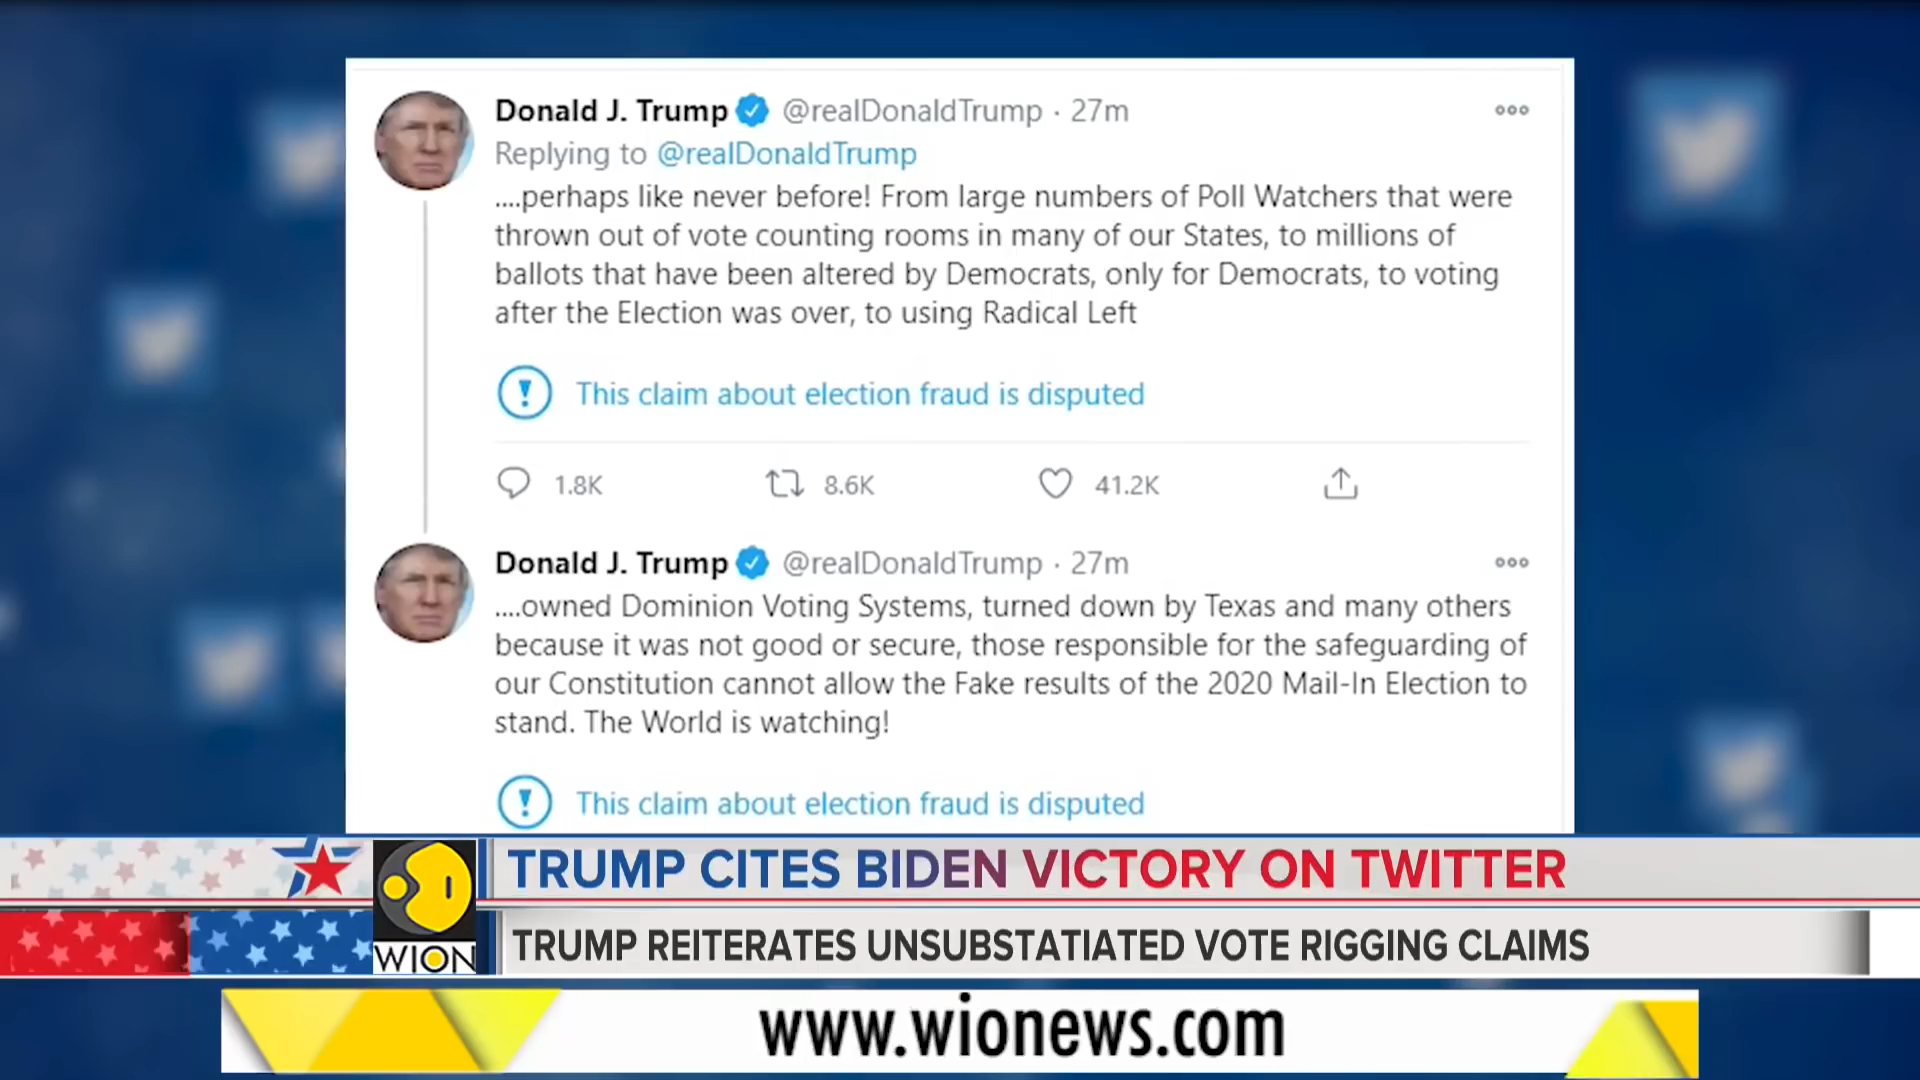 Donald J. Trump @realDonaldTrump · 27m
Replying to @realDonaldTrump
....perhaps like never before! From large numbers of Poll Watchers that were
thrown out of vote counting rooms in many of our States, to millions of
ballots that have been altered by Democrats, only for Democrats, to voting
after the Election was over, to using Radical Left
This claim about election fraud is disputed
1.8K 8.6K 41.2K
Donald J. Trump @realDonaldTrump · 27m
....owned Dominion Voting Systems, turned down by Texas and many others
because it was not good or secure, those responsible for the safeguarding of
our Constitution cannot allow the Fake results of the 2020 Mail-In Election to
stand. The World is watching!
This claim about election fraud is disputed
TRUMP CITES BIDEN VICTORY ON TWITTER
WION
TRUMP REITERATES UNSUBSTATIATED VOTE RIGGING CLAIMS
www.wionews.com